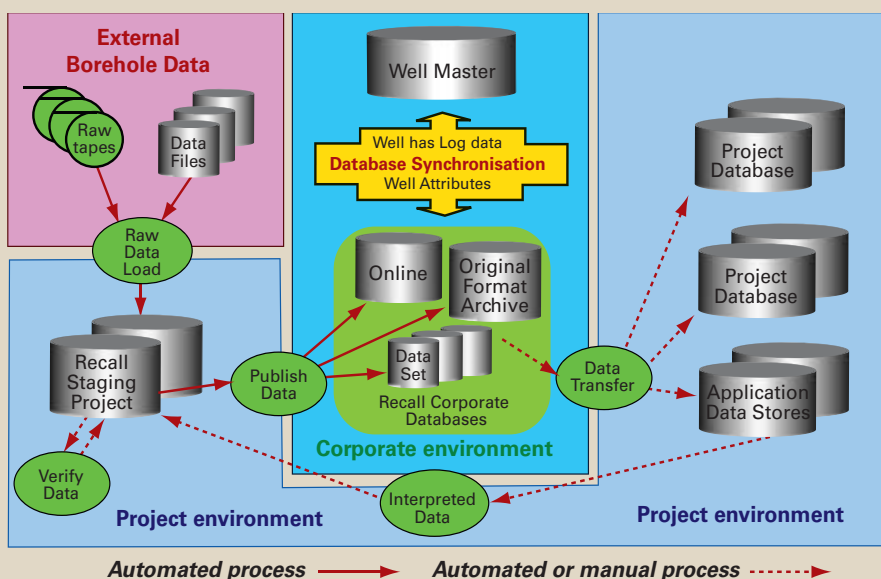 External
Borehole Data
Raw
tapes
Data
Files
Raw
Data
Load
Well Master
Well has Log data
Database Synchronisation
Well Attributes
Online
Original
Format
Archive
Data
Set
Recall Corporate
Databases
Corporate environment
Recall
Staging
Project
Publish
Data
Verify
Data
Project environment
Interpreted
Data
Data
Transfer
Project
Database
Project
Database
Application
Data Stores
Project environment
Automated process
Automated or manual process